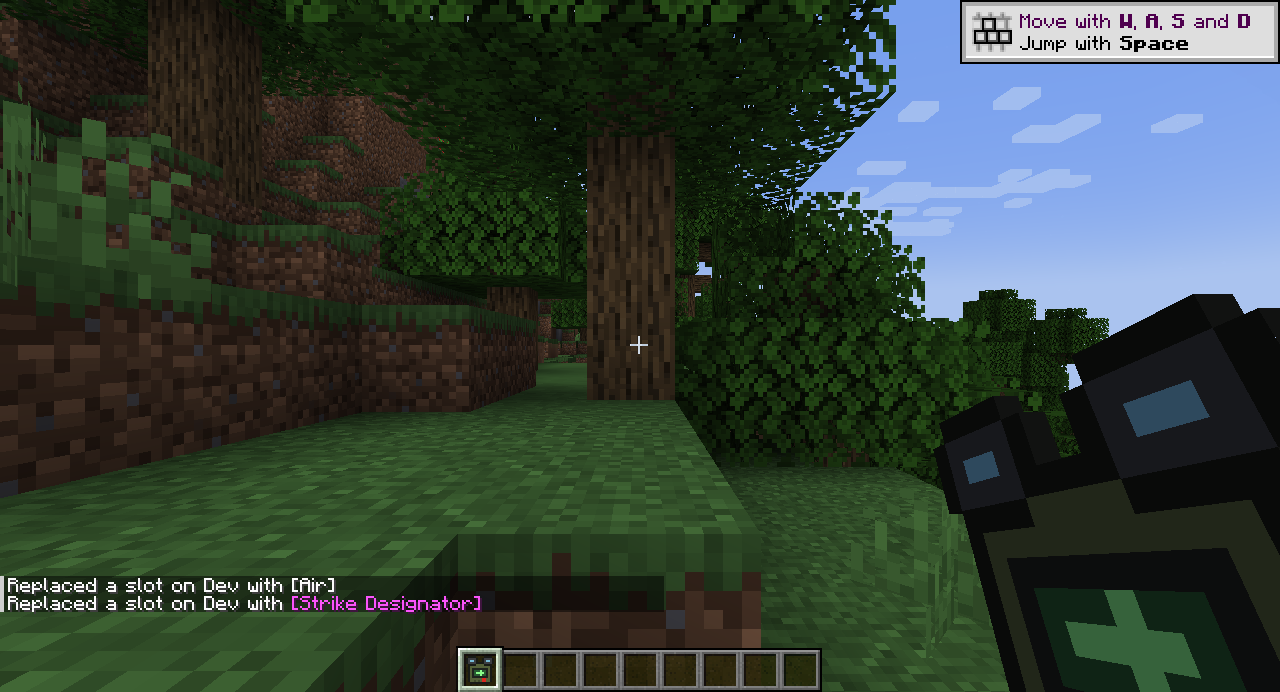 Move with W, A, S and D
Jump with Space
Replaced a slot on Dev with [Air]
Replaced a slot on Dev with [Strike Designator]